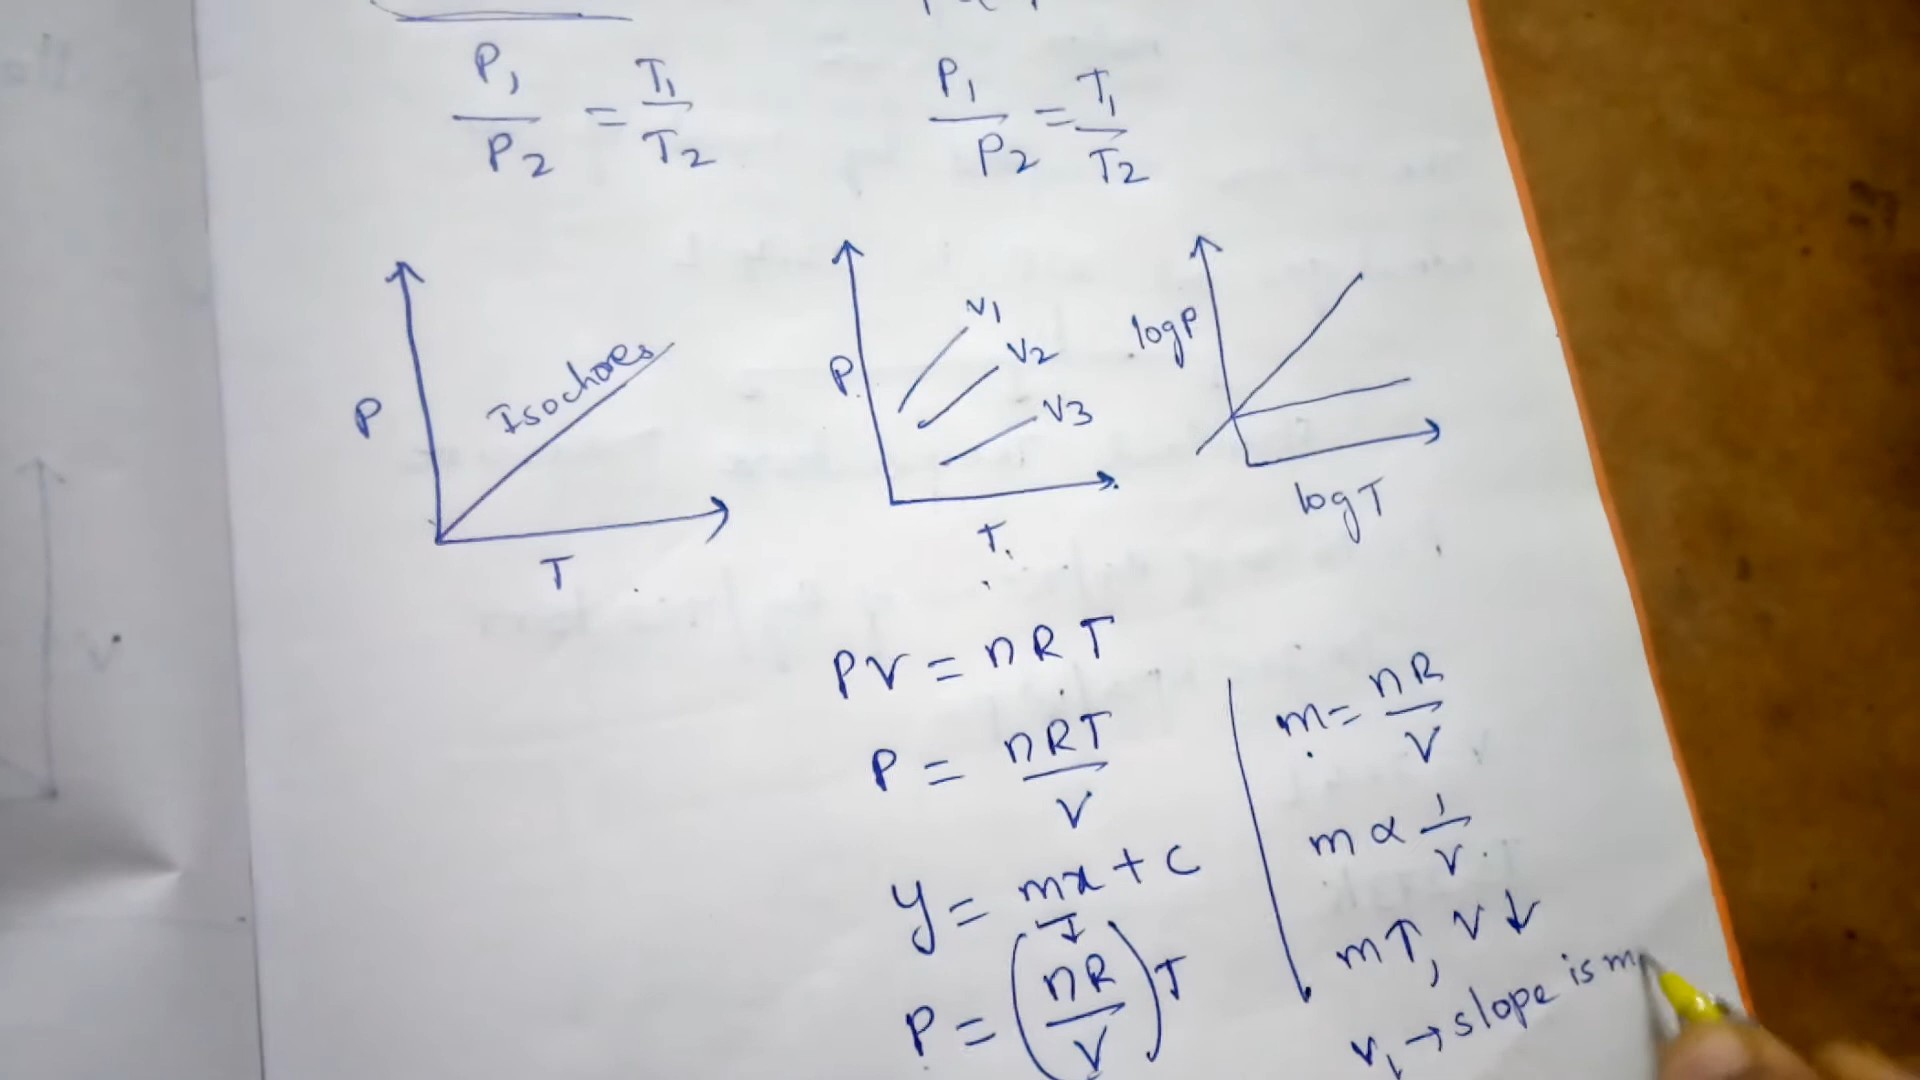 P1/P2 = T1/T2
P1/P2 = T1/T2
P
Isochores
T
P
V1
V2
V3
T
logP
logT
PV = nRT
P = nRT/V
y = mx + c
P = (nR/V)T
m = nR/V
m ∝ 1/V
m↑, V↓
V1 → slope is m